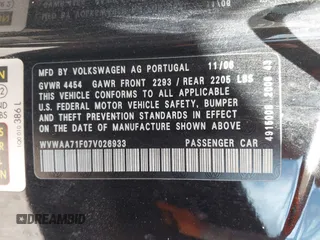 MFD. BY VOLKSWAGEN AG PORTUGAL 11/06
GVWR 4454 GAWR FRONT 2293 / REAR 2205 LBS
THIS VEHICLE CONFORMS TO ALL APPLICABLE
U.S. FEDERAL MOTOR VEHICLE SAFETY, BUMPER
AND THEFT PREVENTION STANDARDS IN
EFFECT ON THE DATE OF MANUFACTURE
SHOWN ABOVE.
WVWAA71F07V026933 PASSENGER CAR
386 L
DREAMBID